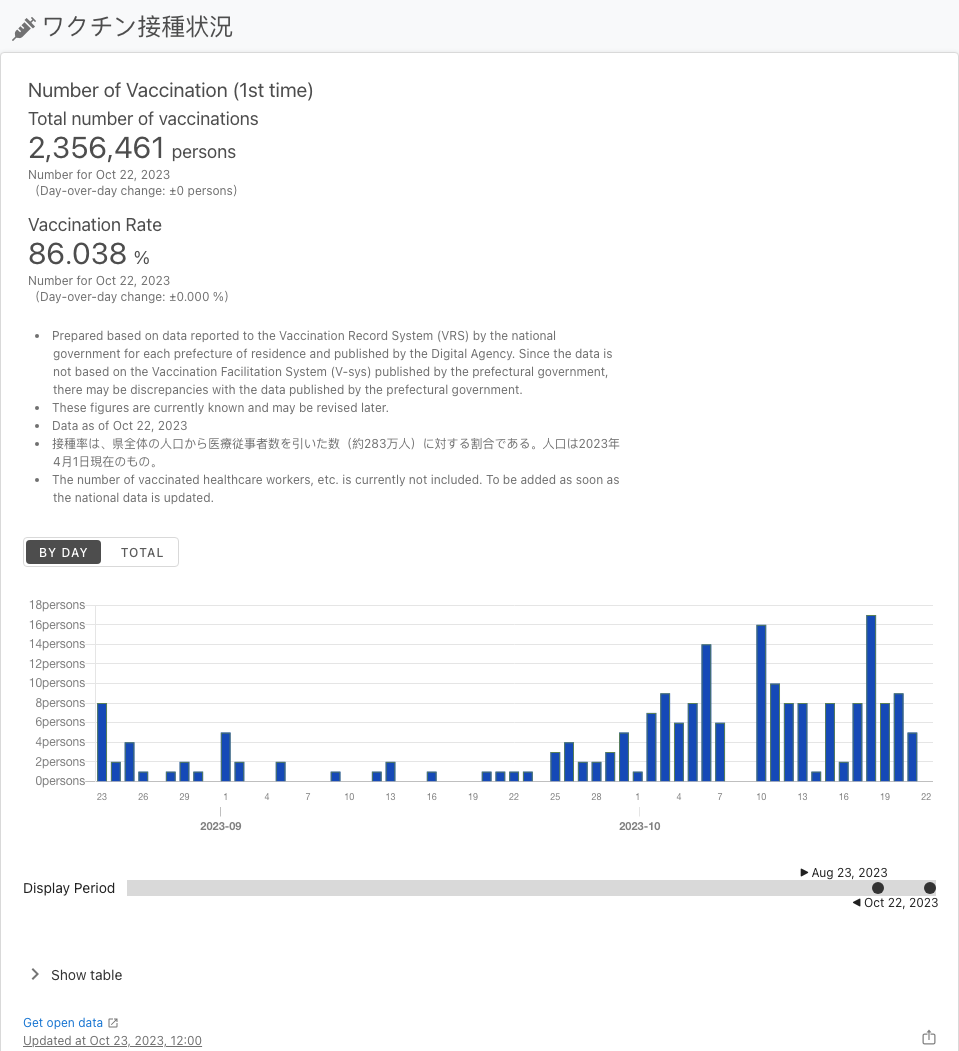 ワクチン接種状況
Number of Vaccination (1st time)
Total number of vaccinations
2,356,461 persons
Number for Oct 22, 2023
（Day-over-day change: ±0 persons）
Vaccination Rate
86.038 %
Number for Oct 22, 2023
（Day-over-day change: ±0.000 %）
• Prepared based on data reported to the Vaccination Record System (VRS) by the national
government for each prefecture of residence and published by the Digital Agency. Since the data is
not based on the Vaccination Facilitation System (V-sys) published by the prefectural government,
there may be discrepancies with the data published by the prefectural government.
• These figures are currently known and may be revised later.
• Data as of Oct 22, 2023
• 接種率は、県全体の人口から医療従事者数を引いた数（約283万人）に対する割合である。人口は2023年
4月1日現在のもの。
• The number of vaccinated healthcare workers, etc. is currently not included. To be added as soon as
the national data is updated.
BY DAY TOTAL
18persons
16persons
14persons
12persons
10persons
8persons
6persons
4persons
2persons
0persons
23 26 29 1 4 7 10 13 16 19 22 25 28 1 4 7 10 13 16 19 22
2023-09 2023-10
Aug 23, 2023
Display Period
Oct 22, 2023
Show table
Get open data
Updated at Oct 23, 2023, 12:00